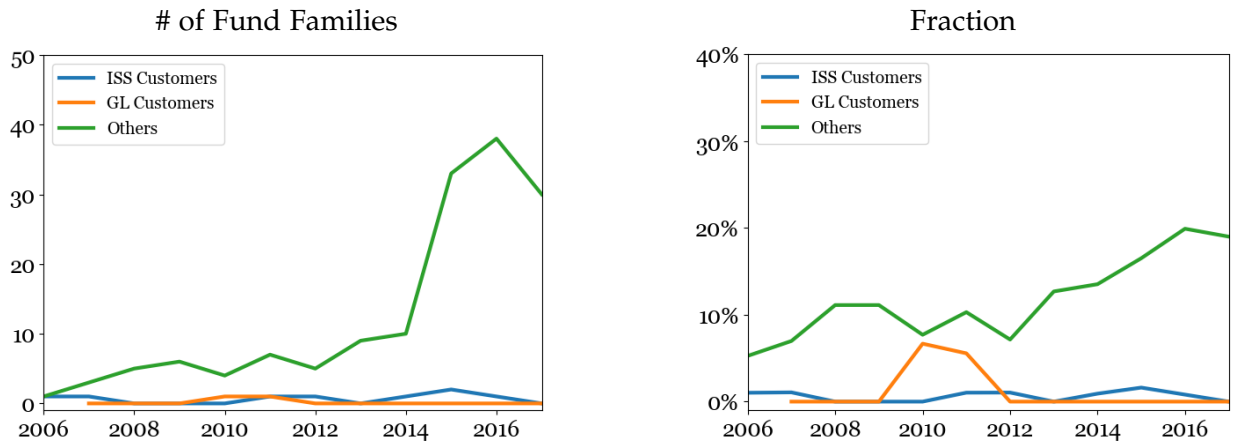 # of Fund Families
50
40
30
20
10
0
ISS Customers
GL Customers
Others
2006 2008 2010 2012 2014 2016
Fraction
40%
30%
20%
10%
0%
ISS Customers
GL Customers
Others
2006 2008 2010 2012 2014 2016